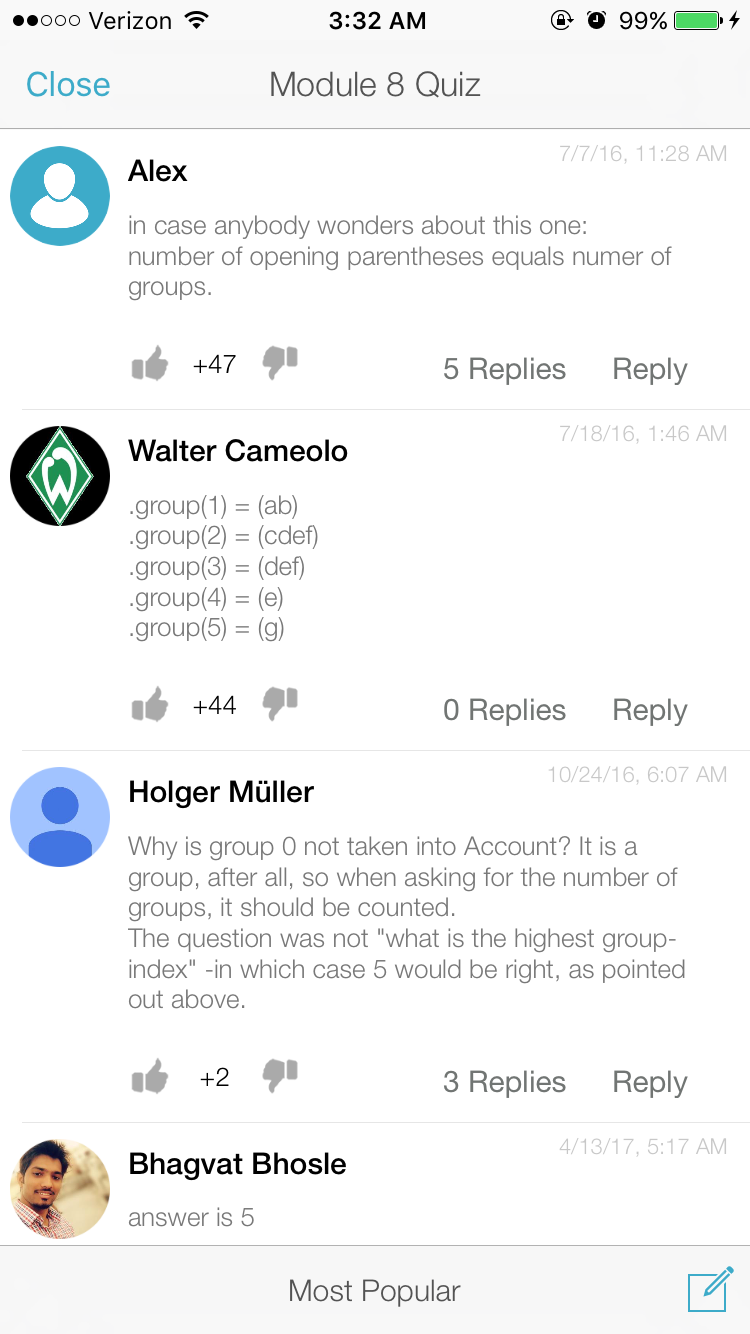 Verizon 3:32 AM 99%
Close Module 8 Quiz
7/7/16, 11:28 AM
Alex
in case anybody wonders about this one:
number of opening parentheses equals numer of
groups.
+47 5 Replies Reply
7/18/16, 1:46 AM
Walter Cameolo
.group(1) = (ab)
.group(2) = (cdef)
.group(3) = (def)
.group(4) = (e)
.group(5) = (g)
+44 0 Replies Reply
10/24/16, 6:07 AM
Holger Müller
Why is group 0 not taken into Account? It is a
group, after all, so when asking for the number of
groups, it should be counted.
The question was not "what is the highest group-
index" -in which case 5 would be right, as pointed
out above.
+2 3 Replies Reply
4/13/17, 5:17 AM
Bhagvat Bhosle
answer is 5
Most Popular